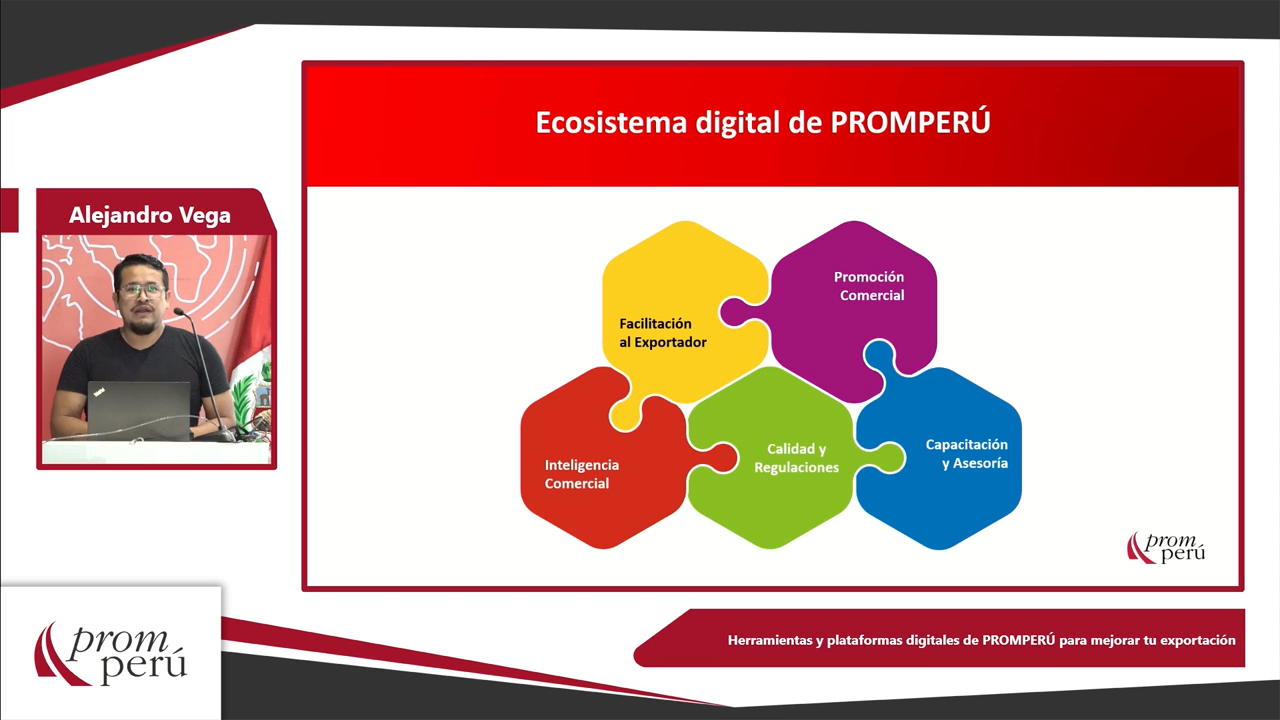 Ecosistema digital de PROMPERÚ
Alejandro Vega
Promoción
Comercial
Facilitación
al Exportador
Capacitación
y Asesoría
Calidad y
Regulaciones
Inteligencia
Comercial
prom
perú
Herramientas y plataformas digitales de PROMPERÚ para mejorar tu exportación
prom
perú